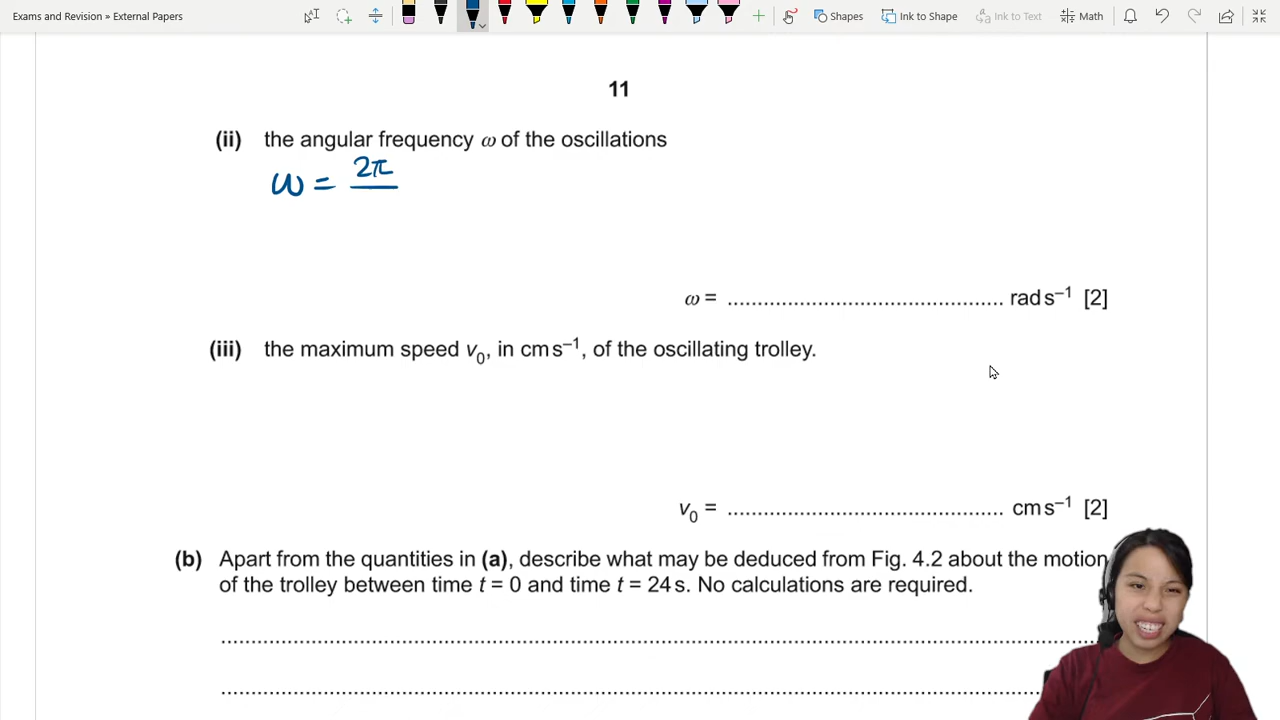 Exams and Revision » External Papers
Shapes
Ink to Shape
Ink to Text
Math
11
(ii) the angular frequency ω of the oscillations
ω = 2π
ω = .............................................. rad s⁻¹ [2]
(iii) the maximum speed v₀, in cm s⁻¹, of the oscillating trolley.
v₀ = .............................................. cm s⁻¹ [2]
(b) Apart from the quantities in (a), describe what may be deduced from Fig. 4.2 about the motion
of the trolley between time t = 0 and time t = 24 s. No calculations are required.